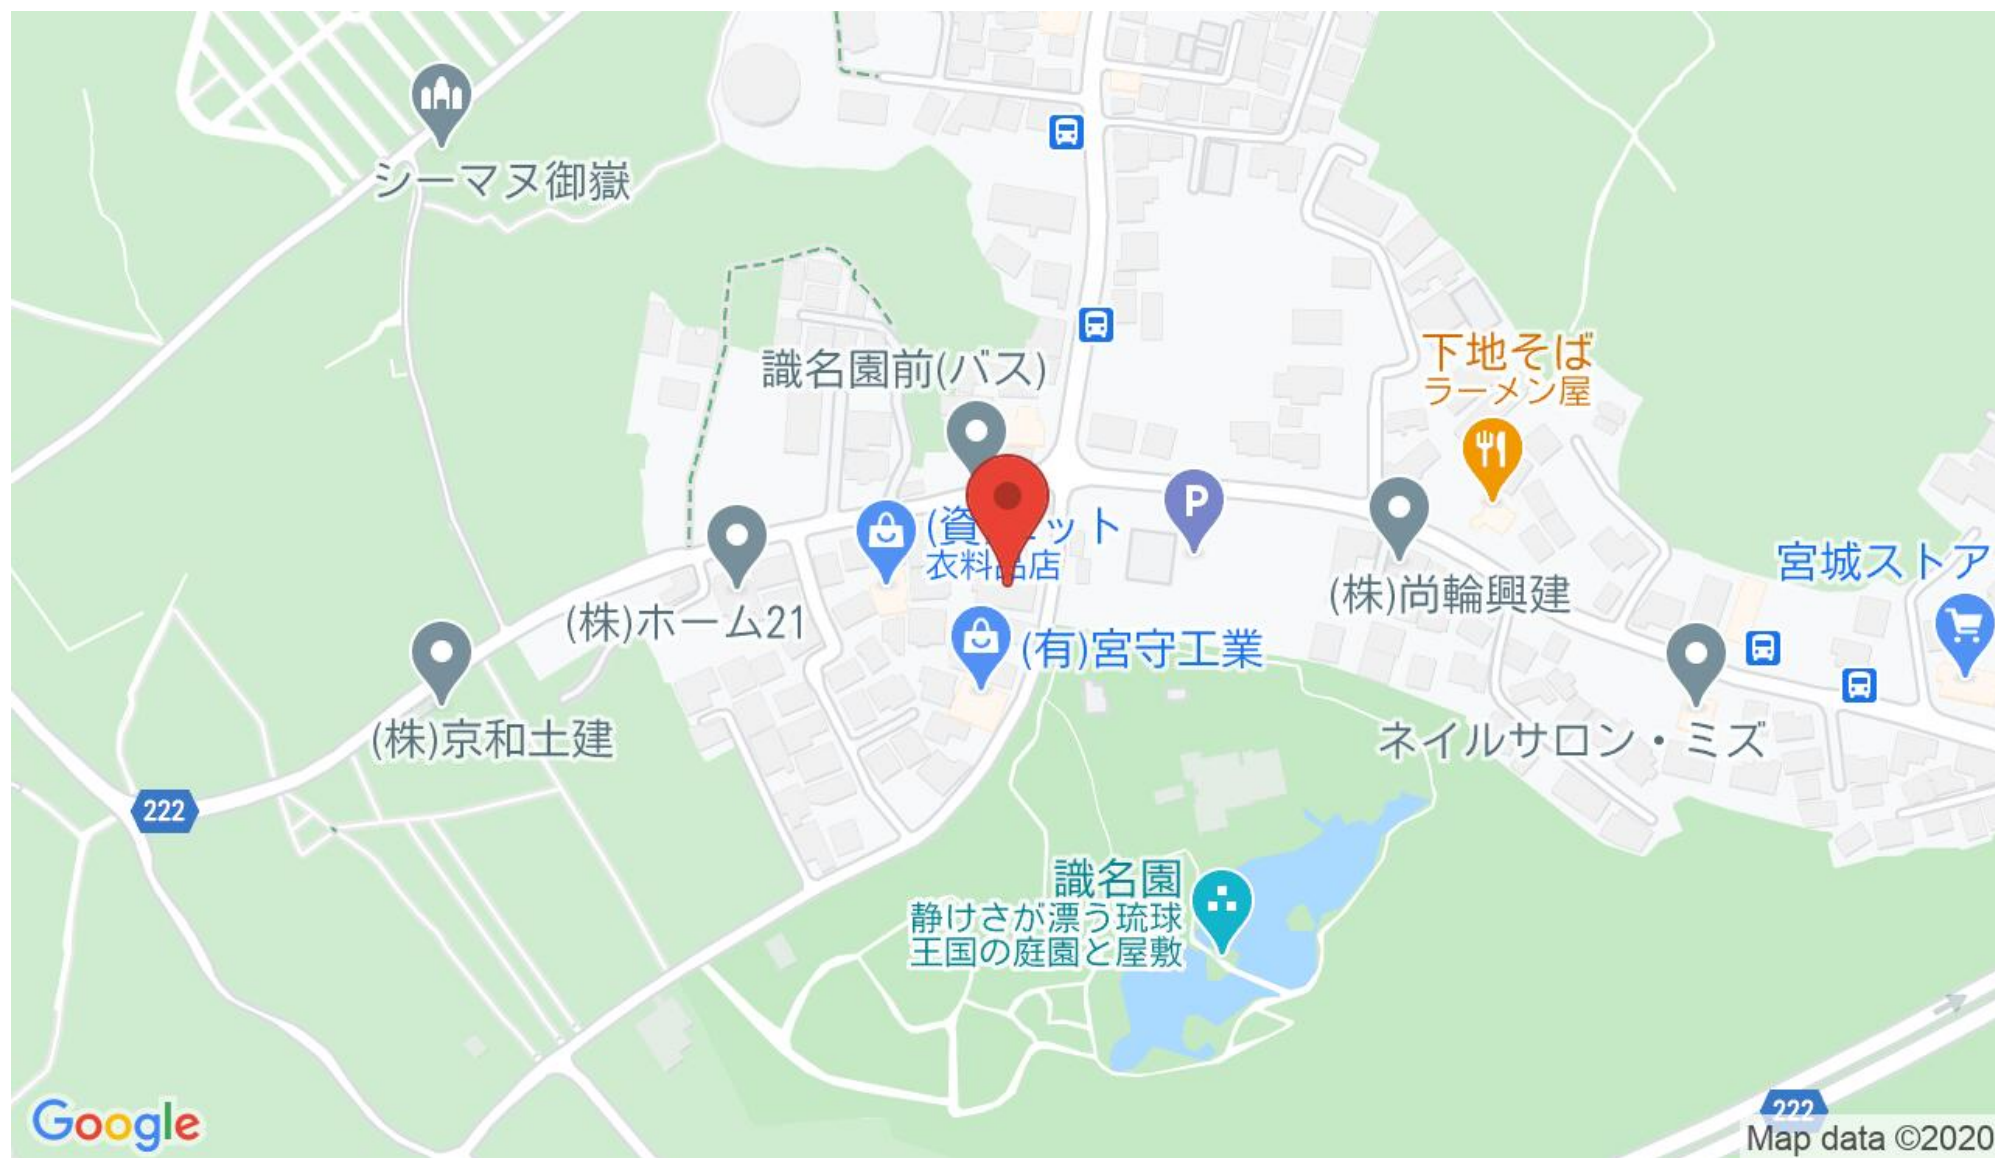 シーマヌ御嶽
識名園前(バス)
下地そば
ラーメン屋
P
(資
ット
衣料品店
宮城ストア
(株)ホーム21
(株)尚輪興建
(有)宮守工業
(株)京和土建
ネイルサロン・ミズ
222
識名園
静けさが漂う琉球
王国の庭園と屋敷
222
Google
Map data ©2020